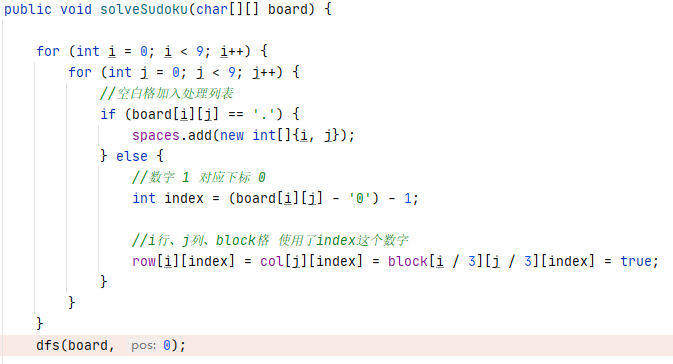 public void solveSudoku(char[][] board) {
for (int i = 0; i < 9; i++) {
for (int j = 0; j < 9; j++) {
//空白格加入处理列表
if (board[i][j] == '.') {
spaces.add(new int[]{i, j});
} else {
//数字 1 对应下标 0
int index = (board[i][j] - '0') - 1;
//i行、j列、block格 使用了index这个数字
row[i][index] = col[j][index] = block[i / 3][j / 3][index] = true;
}
}
}
dfs(board, pos: 0);